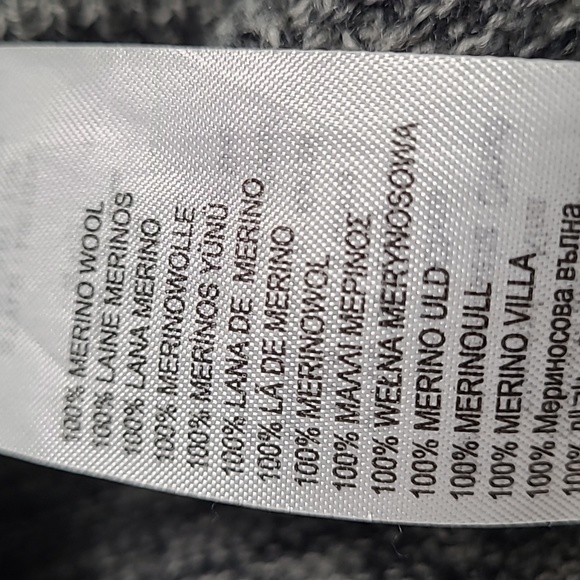 100% MERINO WOOL
100% LAINE MERINOS
100% LANA MERINO
100% MERINOWOLLE
100% MERINOS YÜNÜ
100% LANA DE. MERINO
100% LÃ DE MERINO
100% MERINOWOL
100% ΜΑΛΛΙ ΜΕΡΙΝΟΣ
100% WEŁNA MERYNOSOWA
100% MERINO ULD
100% MERINOULL
100% MERINO VILLA
100% Мериносова вълна
100%